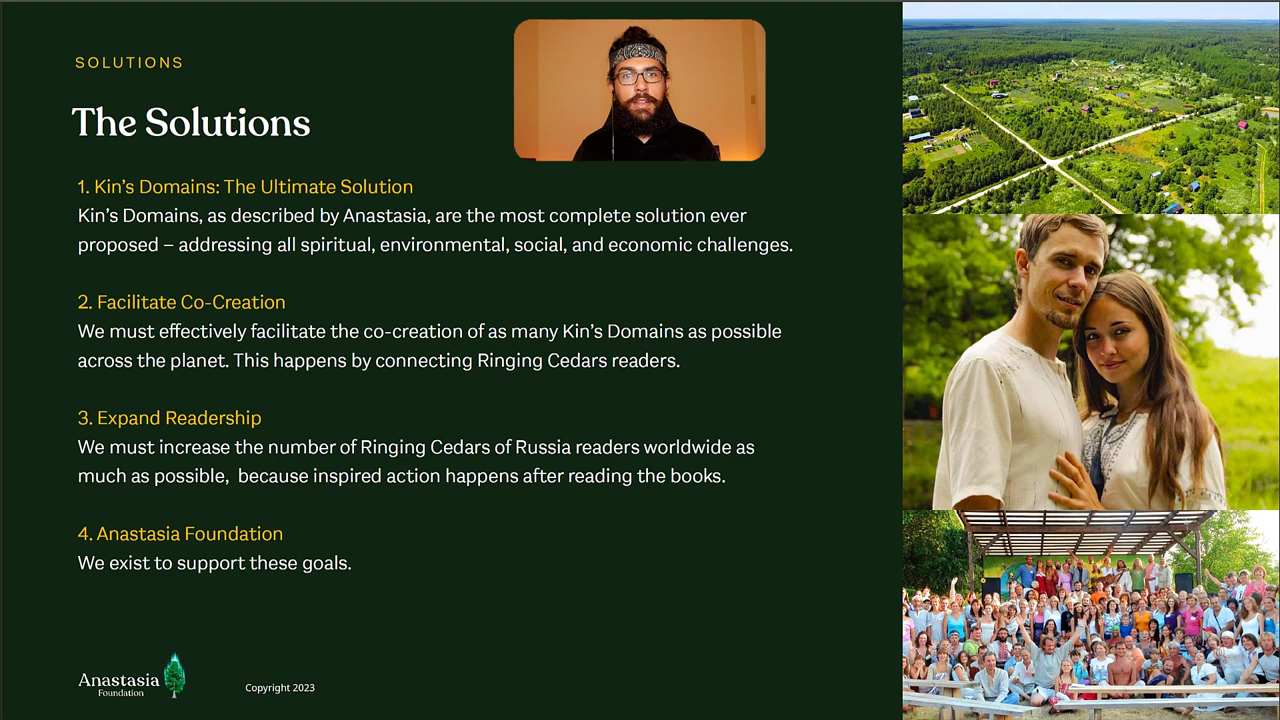 SOLUTIONS
The Solutions
1. Kin's Domains: The Ultimate Solution
Kin's Domains, as described by Anastasia, are the most complete solution ever
proposed – addressing all spiritual, environmental, social, and economic challenges.
2. Facilitate Co-Creation
We must effectively facilitate the co-creation of as many Kin's Domains as possible
across the planet. This happens by connecting Ringing Cedars readers.
3. Expand Readership
We must increase the number of Ringing Cedars of Russia readers worldwide as
much as possible,  because inspired action happens after reading the books.
4. Anastasia Foundation
We exist to support these goals.
Anastasia
Foundation
Copyright 2023